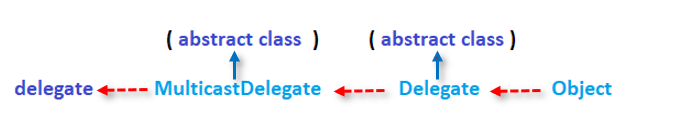 ( abstract class ) ( abstract class )
delegate MulticastDelegate Delegate Object